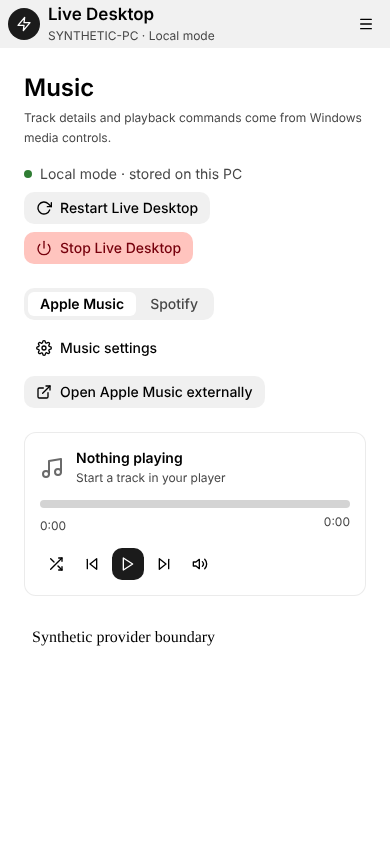 Live Desktop
SYNTHETIC-PC · Local mode
Music
Track details and playback commands come from Windows
media controls.
Local mode · stored on this PC
Restart Live Desktop
Stop Live Desktop
Apple Music
Spotify
Music settings
Open Apple Music externally
Nothing playing
Start a track in your player
0:00
0:00
Synthetic provider boundary